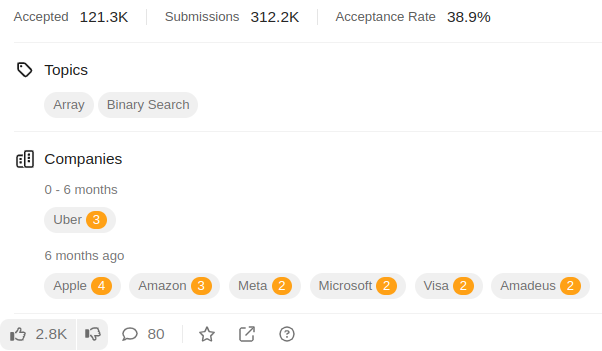 Accepted 121.3K Submissions 312.2K Acceptance Rate 38.9%
Topics
Array Binary Search
Companies
0 - 6 months
Uber 3
6 months ago
Apple 4 Amazon 3 Meta 2 Microsoft 2 Visa 2 Amadeus 2
2.8K 80